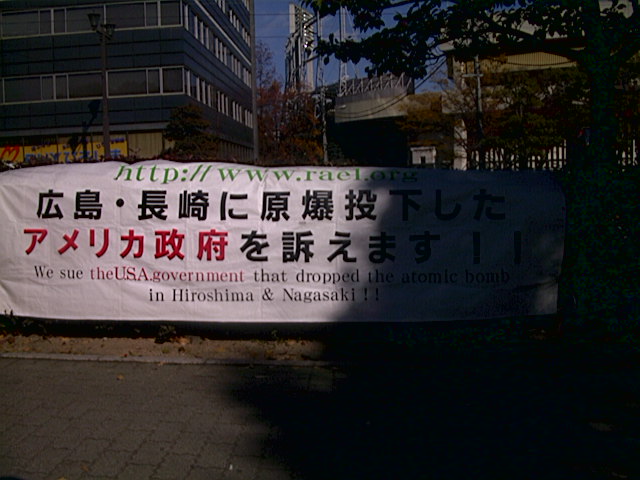 http://www.rael.org
広島・長崎に原爆投下した
アメリカ政府を訴えます！！
We sue theUSA.government that dropped the atomic bomb
in Hiroshima & Nagasaki!!